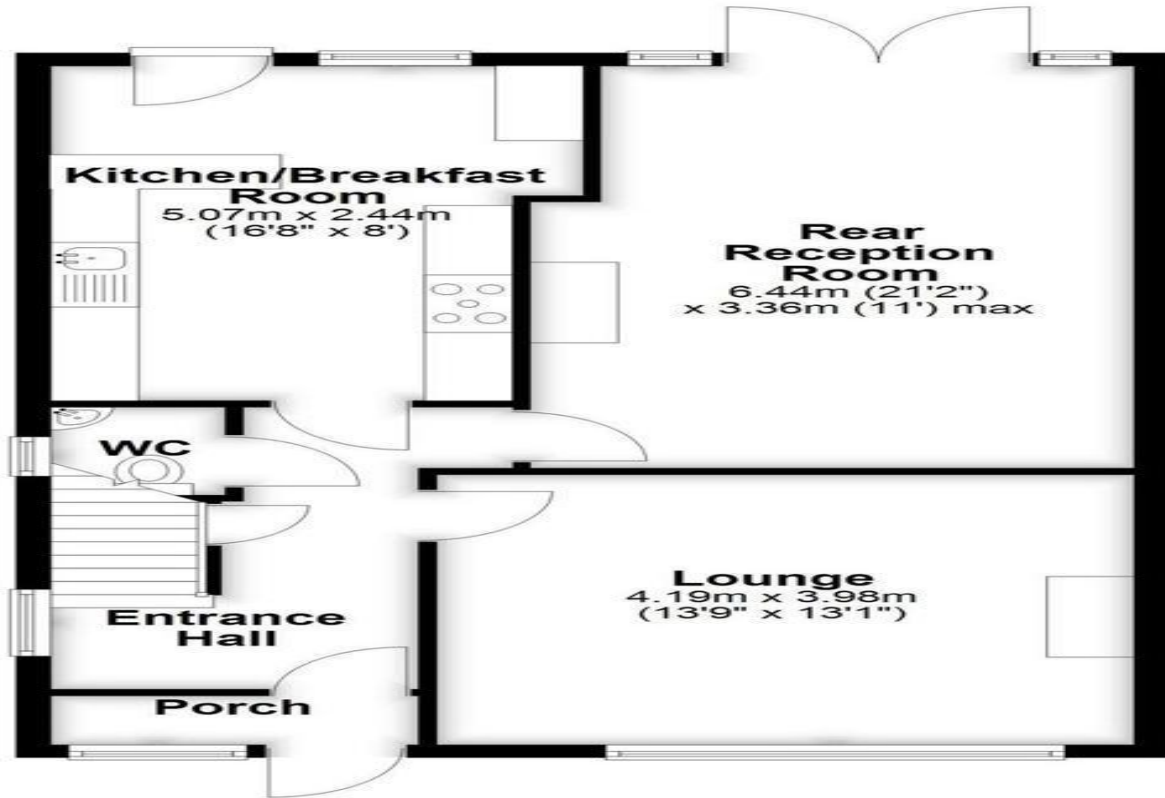 Kitchen/Breakfast
Room
5.07m x 2.44m
(16'8" x 8')
Rear
Reception
Room
6.44m (21'2")
x 3.36m (11') max
WC
Lounge
4.19m x 3.98m
(13'9" x 13'1")
Entrance
Hall
Porch